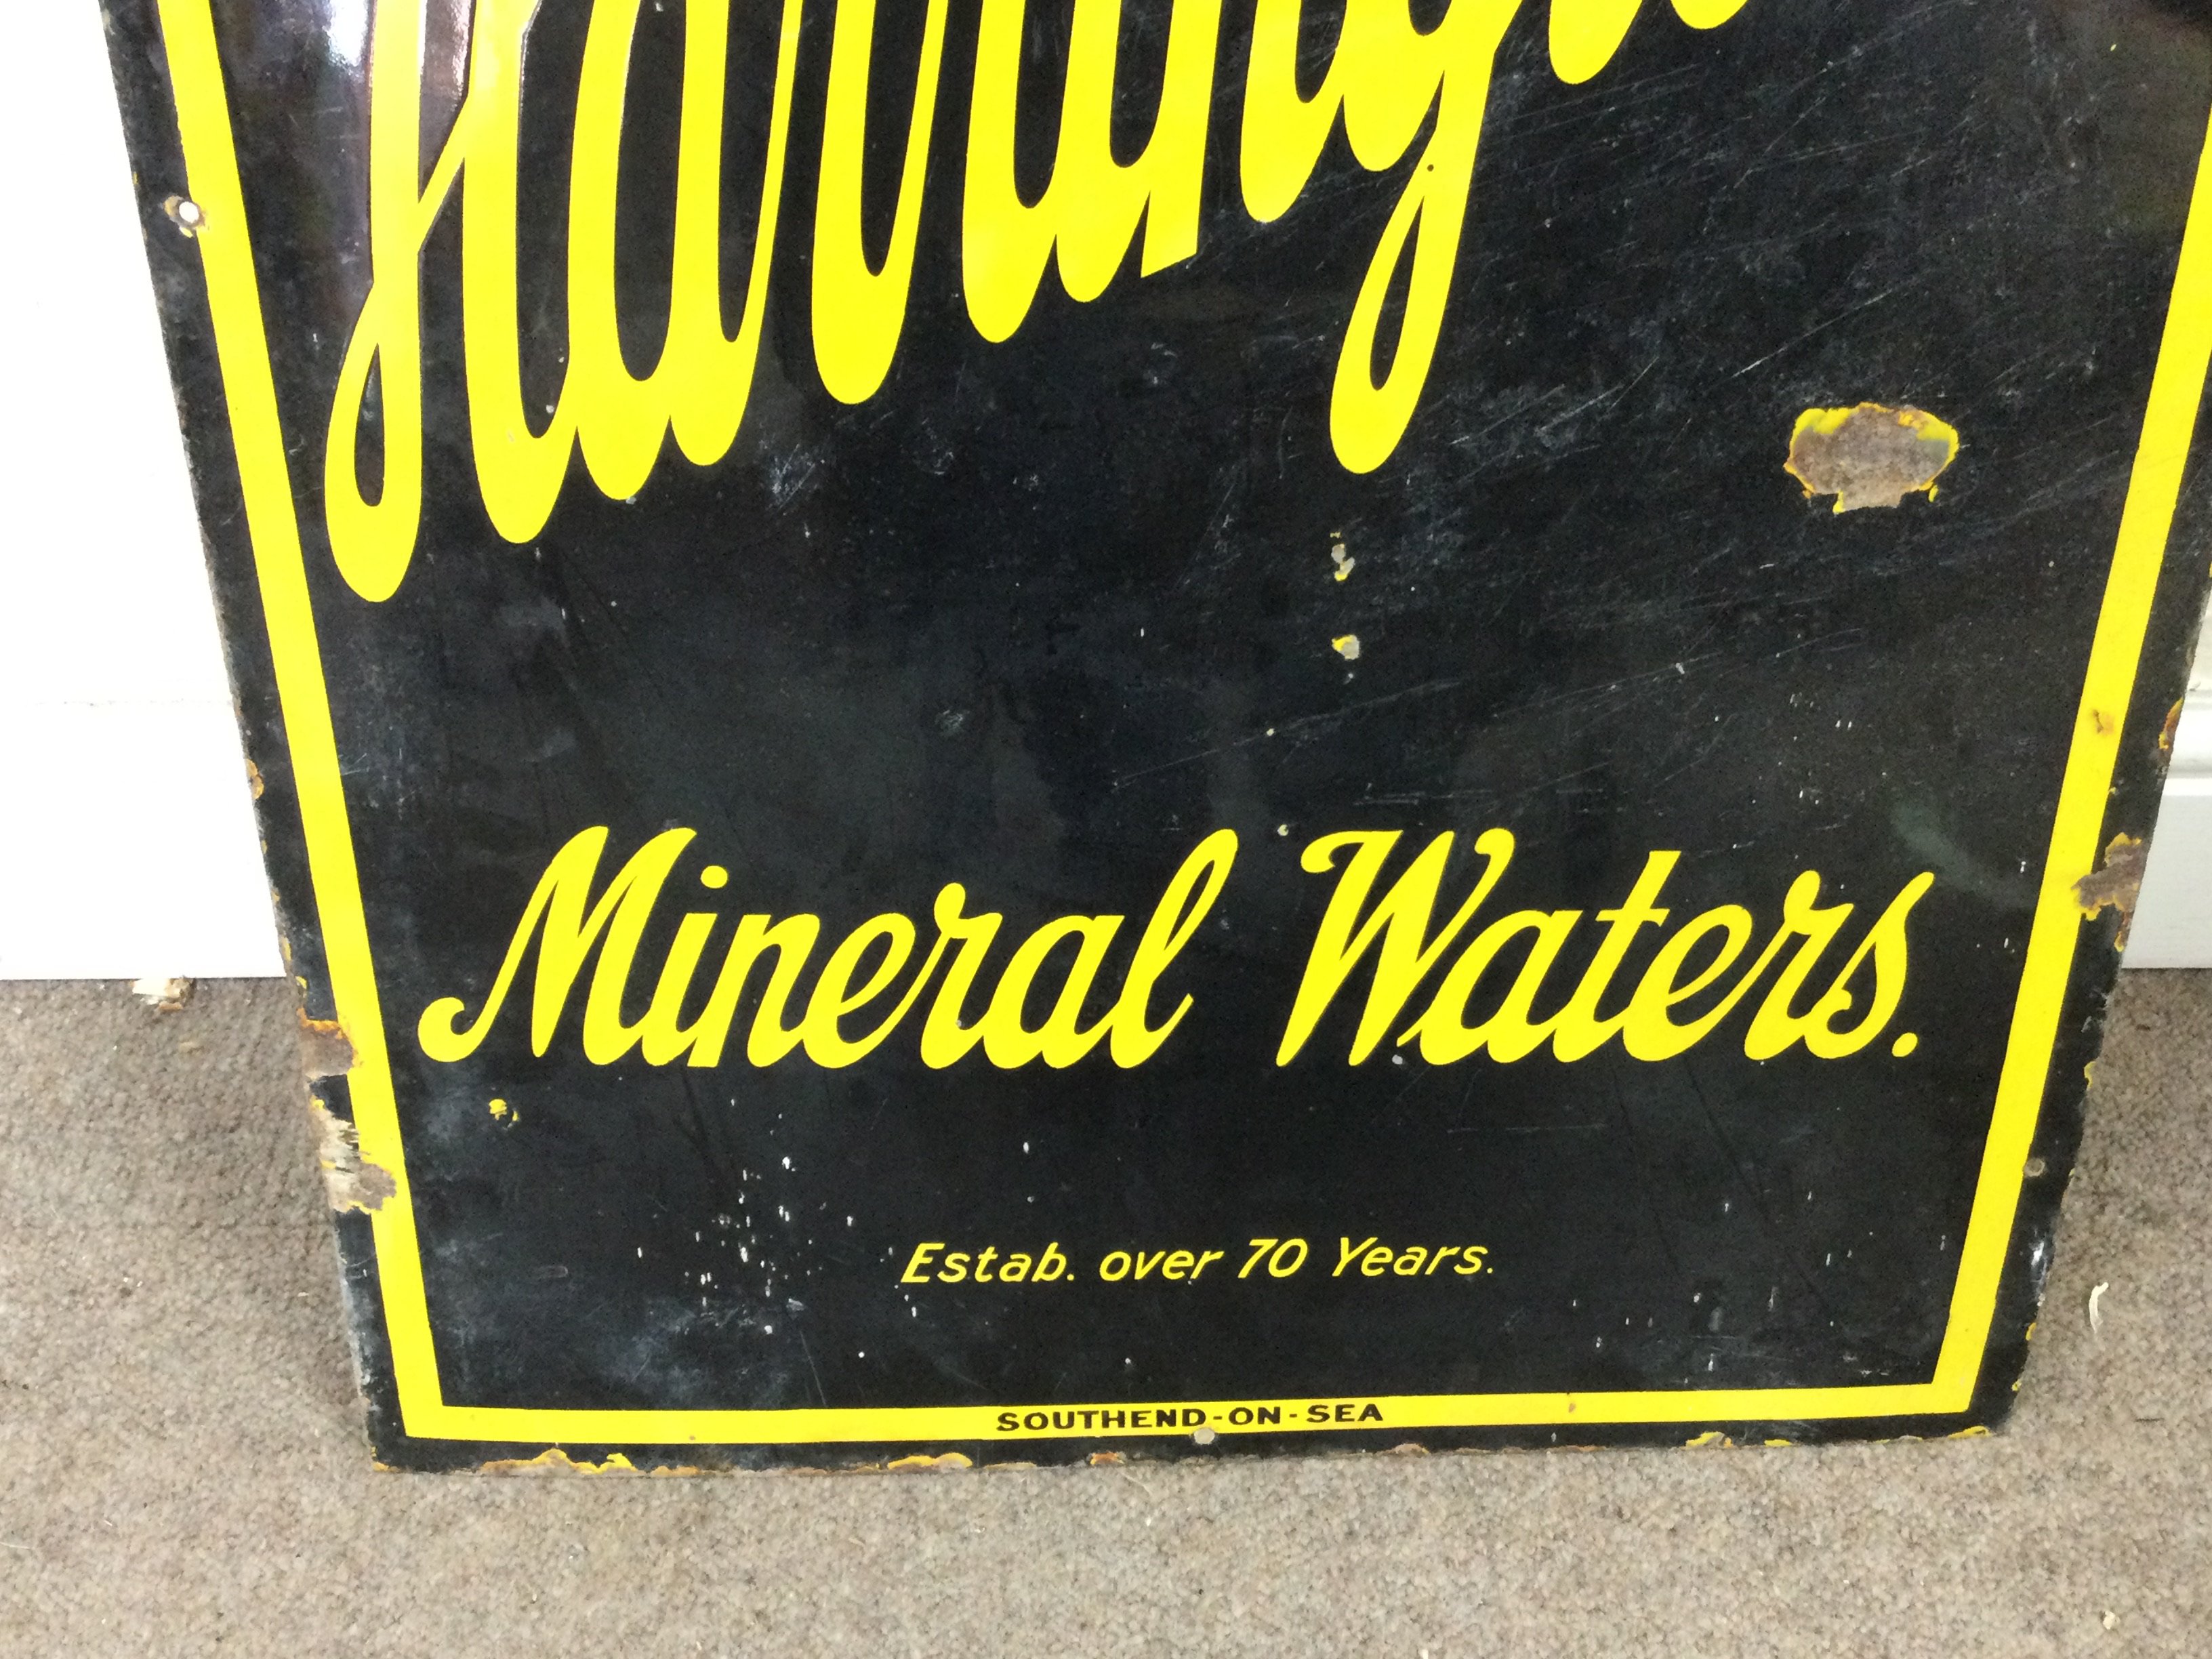 Mineral Waters.
Estab. over 70 Years.
SOUTHEND-ON-SEA